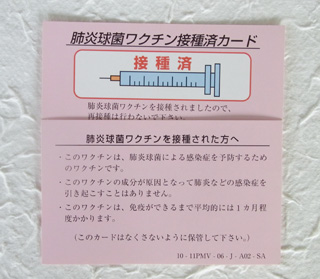 肺炎球菌ワクチン接種済カード
接種済
肺炎球菌ワクチンを接種されましたので、
再接種は行わないで下さい。
肺炎球菌ワクチンを接種された方へ
・このワクチンは、肺炎球菌による感染症を予防するため
のワクチンです。
・このワクチンの成分が原因となって肺炎などの感染症を
引き起こすことはありません。
・このワクチンは、免疫ができるまで平均的には1カ月程
度かかります。
(このカードはなくさないように保管して下さい。)
10-11PMV-06-J-A02-SA